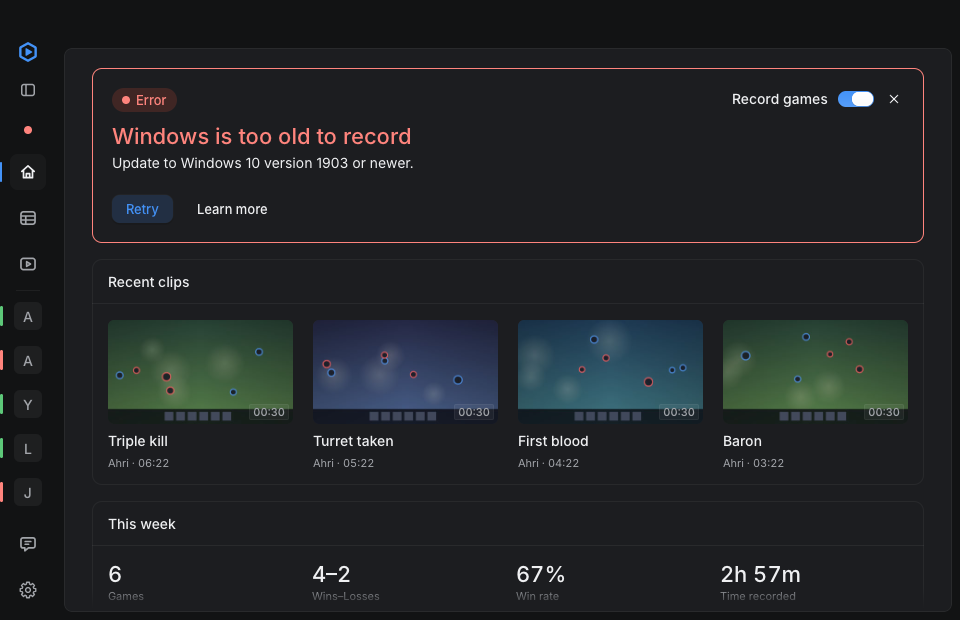 Error
Record games
Windows is too old to record
Update to Windows 10 version 1903 or newer.
Retry
Learn more
Recent clips
A
A
Y
L
J
00:30
00:30
00:30
00:30
Triple kill
Turret taken
First blood
Baron
Ahri · 06:22
Ahri · 05:22
Ahri · 04:22
Ahri · 03:22
This week
6
4–2
67%
2h 57m
Games
Wins–Losses
Win rate
Time recorded